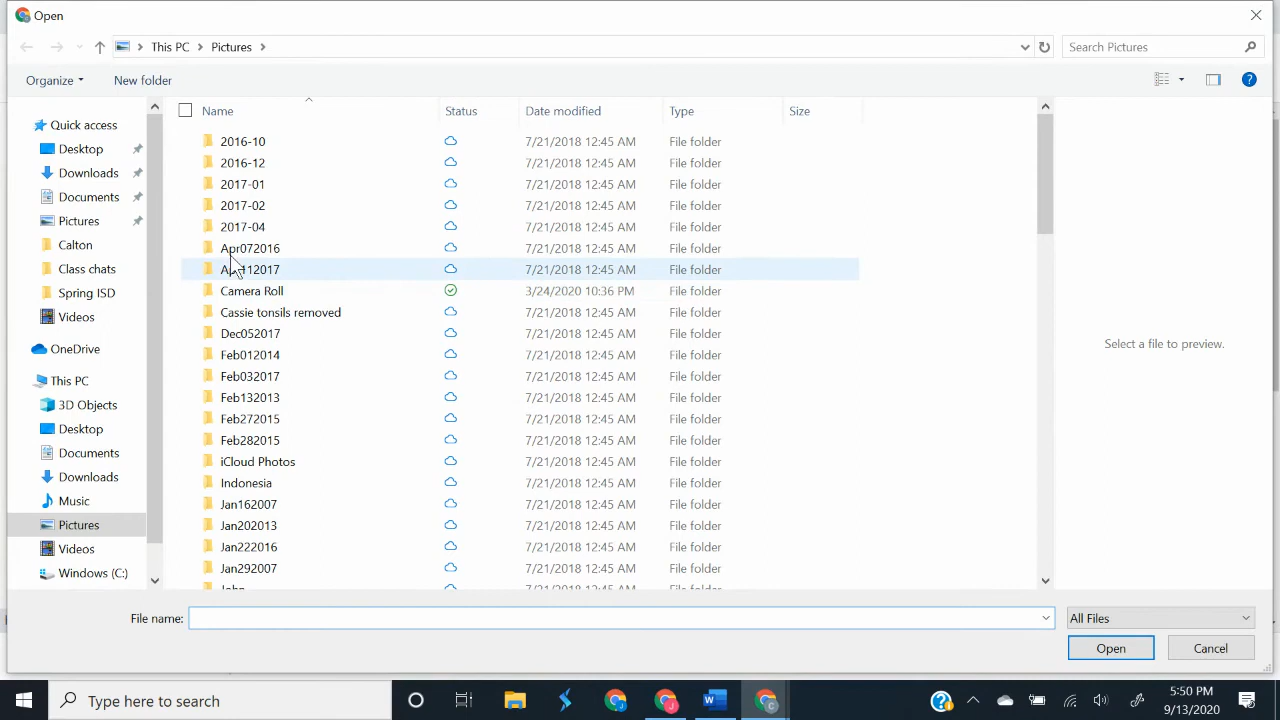 Open
This PC > Pictures >
Search Pictures
Organize
New folder
Name Status Date modified Type Size
Quick access
Desktop
Downloads
Documents
Pictures
Calton
Class chats
Spring ISD
Videos
OneDrive
This PC
3D Objects
Desktop
Documents
Downloads
Music
Pictures
Videos
Windows (C:)
2016-10 7/21/2018 12:45 AM File folder
2016-12 7/21/2018 12:45 AM File folder
2017-01 7/21/2018 12:45 AM File folder
2017-02 7/21/2018 12:45 AM File folder
2017-04 7/21/2018 12:45 AM File folder
Apr072016 7/21/2018 12:45 AM File folder
7/21/2018 12:45 AM File folder
Camera Roll 3/24/2020 10:36 PM File folder
Cassie tonsils removed 7/21/2018 12:45 AM File folder
Dec052017 7/21/2018 12:45 AM File folder
Feb012014 7/21/2018 12:45 AM File folder
Feb032017 7/21/2018 12:45 AM File folder
Feb132013 7/21/2018 12:45 AM File folder
Feb272015 7/21/2018 12:45 AM File folder
Feb282015 7/21/2018 12:45 AM File folder
iCloud Photos 7/21/2018 12:45 AM File folder
Indonesia 7/21/2018 12:45 AM File folder
Jan162007 7/21/2018 12:45 AM File folder
Jan202013 7/21/2018 12:45 AM File folder
Jan222016 7/21/2018 12:45 AM File folder
Jan292007 7/21/2018 12:45 AM File folder
Select a file to preview.
File name:
All Files
Open
Cancel
Type here to search
5:50 PM
9/13/2020